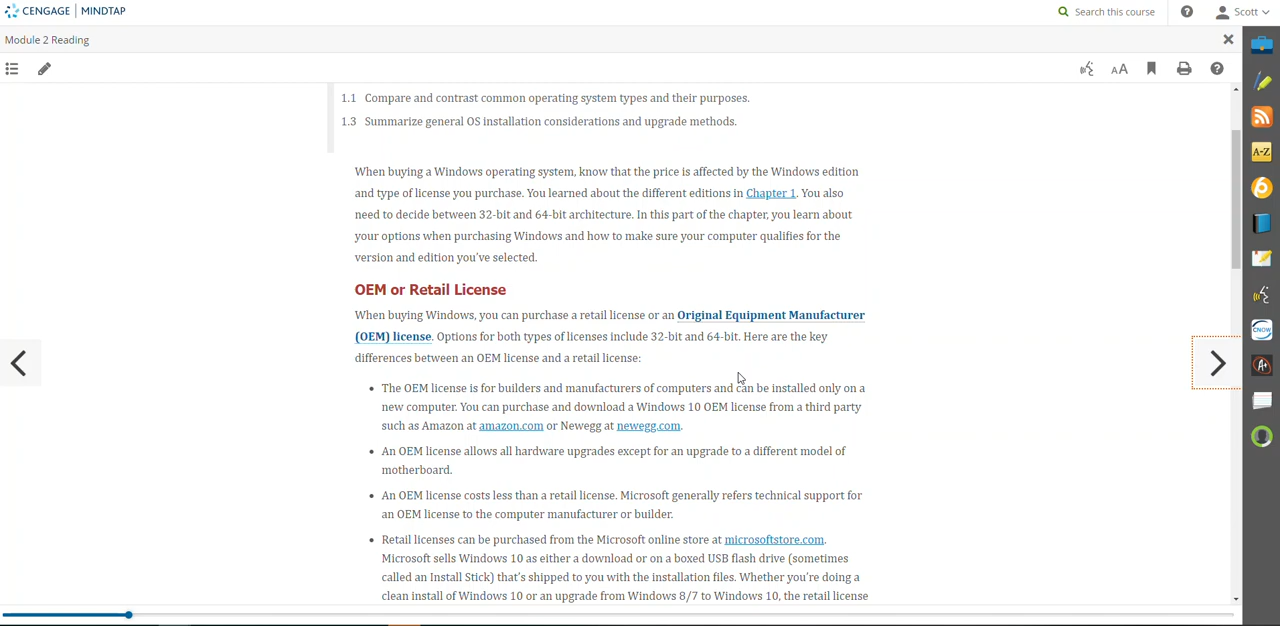 CENGAGE | MINDTAP
Search this course
Scott
Module 2 Reading
AA
1.1 Compare and contrast common operating system types and their purposes.
1.3 Summarize general OS installation considerations and upgrade methods.
When buying a Windows operating system, know that the price is affected by the Windows edition
and type of license you purchase. You learned about the different editions in Chapter 1. You also
need to decide between 32-bit and 64-bit architecture. In this part of the chapter, you learn about
your options when purchasing Windows and how to make sure your computer qualifies for the
version and edition you've selected.
OEM or Retail License
When buying Windows, you can purchase a retail license or an Original Equipment Manufacturer
(OEM) license. Options for both types of licenses include 32-bit and 64-bit. Here are the key
differences between an OEM license and a retail license:
• The OEM license is for builders and manufacturers of computers and can be installed only on a
new computer. You can purchase and download a Windows 10 OEM license from a third party
such as Amazon at amazon.com or Newegg at newegg.com.
• An OEM license allows all hardware upgrades except for an upgrade to a different model of
motherboard.
• An OEM license costs less than a retail license. Microsoft generally refers technical support for
an OEM license to the computer manufacturer or builder.
• Retail licenses can be purchased from the Microsoft online store at microsoftstore.com.
Microsoft sells Windows 10 as either a download or on a boxed USB flash drive (sometimes
called an Install Stick) that's shipped to you with the installation files. Whether you're doing a
clean install of Windows 10 or an upgrade from Windows 8/7 to Windows 10, the retail license
A-Z
CNOW
A+